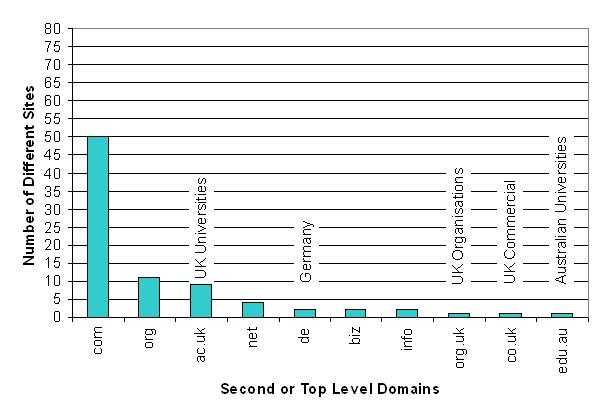 80
75
70
65
60
55
50
45
40
35
30
25
20
15
10
5
0
Number of Different Sites
UK Universities
Germany
UK Organisations
UK Commercial
Australian Universities
com
org
ac.uk
net
de
biz
info
org.uk
co.uk
edu.au
Second or Top Level Domains